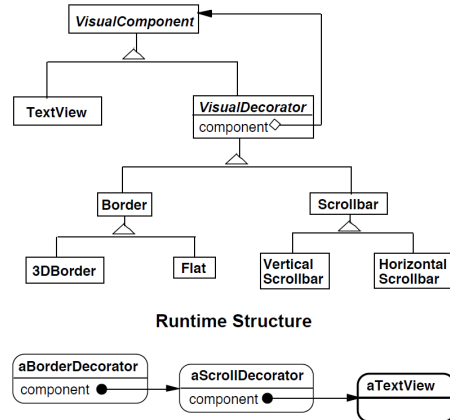 VisualComponent
TextView
VisualDecorator
component
Border
Scrollbar
3DBorder
Flat
Vertical
Scrollbar
Horizontal
Scrollbar
Runtime Structure
aBorderDecorator
component
aScrollDecorator
component
aTextView